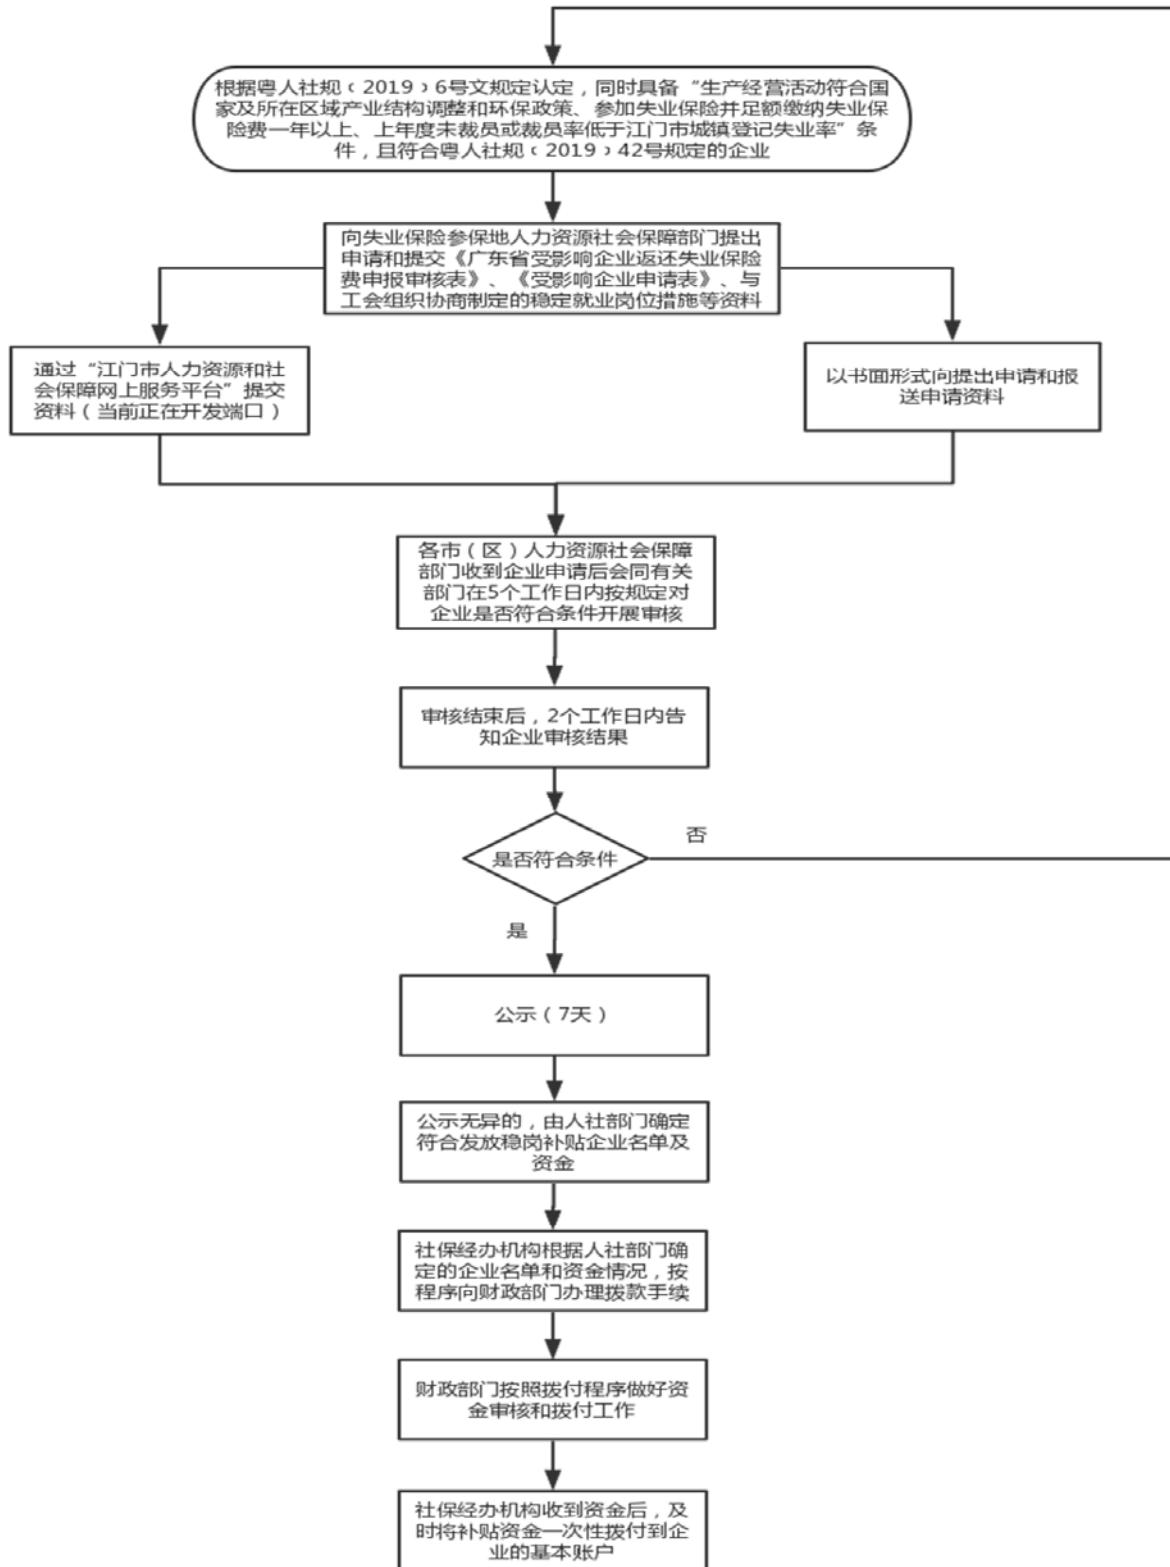 根据粤人社规﹝2019﹞6号文规定认定，同时具备“生产经营活动符合国
家及所在区域产业结构调整和环保政策、参加失业保险并足额缴纳失业保
险费一年以上、上年度未裁员或裁员率低于江门市城镇登记失业率”条
件，且符合粤人社规﹝2019﹞42号规定的企业
向失业保险参保地人力资源社会保障部门提出
申请和提交《广东省受影响企业返还失业保险
费申报审核表》、《受影响企业申请表》、与
工会组织协商制定的稳定就业岗位措施等资料
通过“江门市人力资源和社
会保障网上服务平台”提交
资料（当前正在开发端口）
以书面形式向提出申请和报
送申请资料
各市（区）人力资源社会保障
部门收到企业申请后会同有关
部门在5个工作日内按规定对
企业是否符合条件开展审核
审核结束后，2个工作日内告
知企业审核结果
是否符合条件
否
是
公示（7天）
公示无异的，由人社部门确定
符合发放稳岗补贴企业名单及
资金
社保经办机构根据人社部门确
定的企业名单和资金情况，按
程序向财政部门办理拨款手续
财政部门按照拨付程序做好资
金审核和拨付工作
社保经办机构收到资金后，及
时将补贴资金一次性拨付到企
业的基本账户